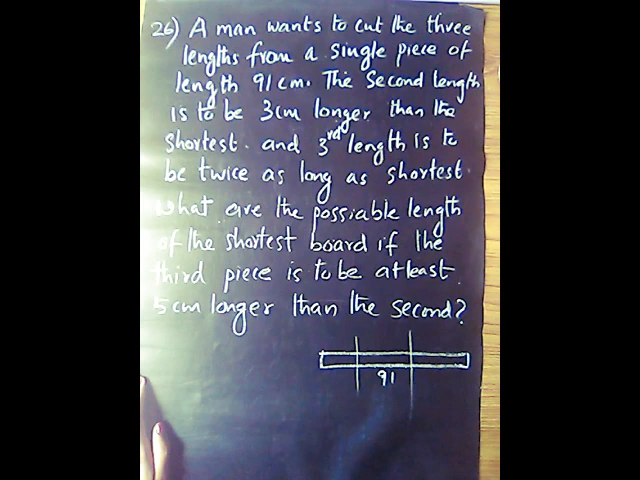 26) A man wants to cut the three
lengths from a single piece of
length 91 cm. The Second length
is to be 3cm longer than the
shortest. and 3rd length is to
be twice as long as shortest.
what are the possiable length
of the shortest board if the
third piece is to be atleast
5cm longer than the second?
91